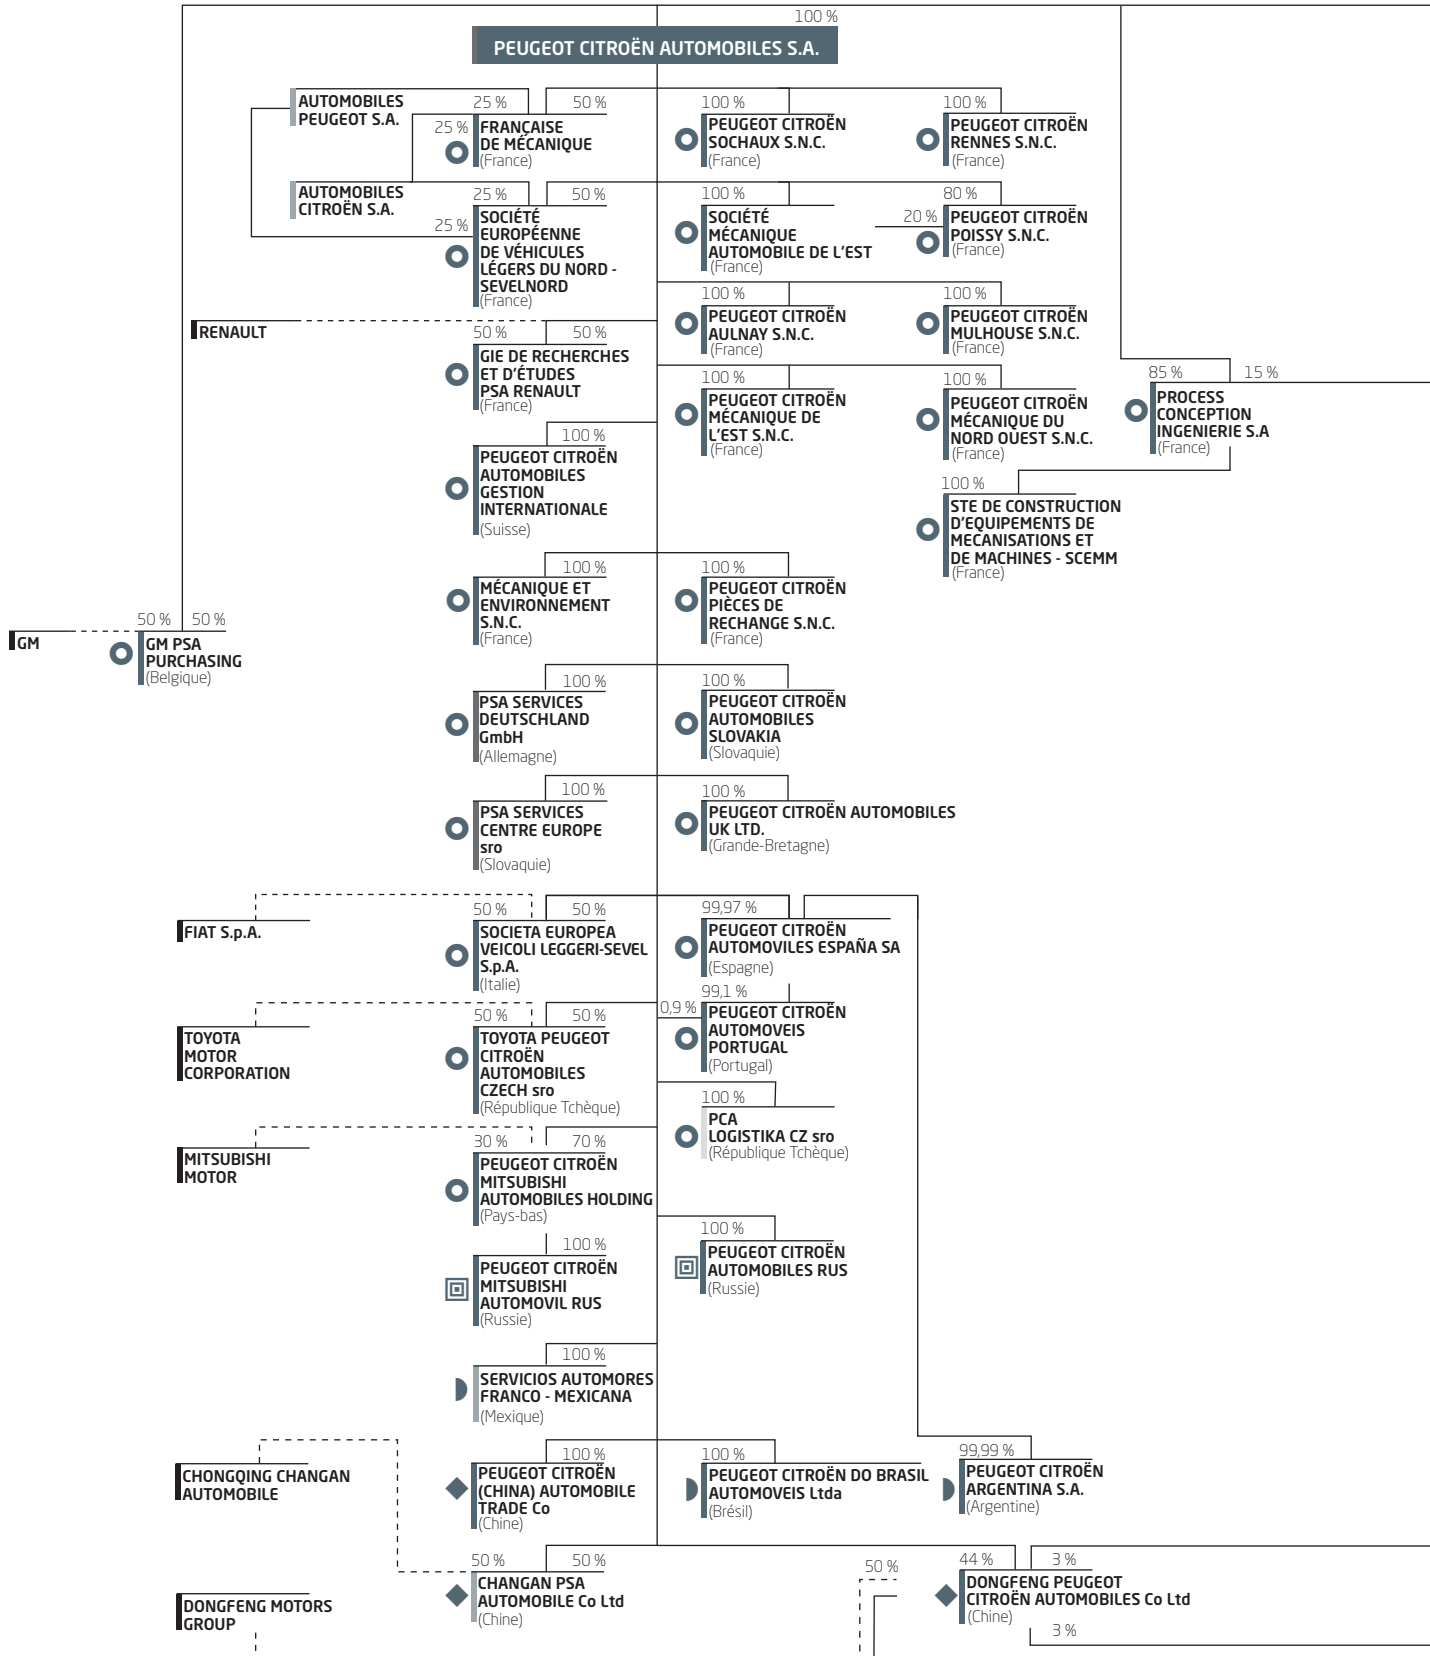 100 %
PEUGEOT CITROËN AUTOMOBILES S.A.
AUTOMOBILES
PEUGEOT S.A.
25 %
50 %
25 %
FRANÇAISE
DE MÉCANIQUE
(France)
100 %
PEUGEOT CITROËN
SOCHAUX S.N.C.
(France)
100 %
PEUGEOT CITROËN
RENNES S.N.C.
(France)
AUTOMOBILES
CITROËN S.A.
25 %
50 %
25 %
SOCIÉTÉ
EUROPÉENNE
DE VÉHICULES
LÉGERS DU NORD -
SEVELNORD
(France)
100 %
SOCIÉTÉ
MÉCANIQUE
AUTOMOBILE DE L'EST
(France)
80 %
20 %
PEUGEOT CITROËN
POISSY S.N.C.
(France)
100 %
PEUGEOT CITROËN
AULNAY S.N.C.
(France)
100 %
PEUGEOT CITROËN
MULHOUSE S.N.C.
(France)
RENAULT
50 %
50 %
GIE DE RECHERCHES
ET D'ÉTUDES
PSA RENAULT
(France)
100 %
PEUGEOT CITROËN
MÉCANIQUE DE
L'EST S.N.C.
(France)
100 %
PEUGEOT CITROËN
MÉCANIQUE DU
NORD OUEST S.N.C.
(France)
85 %
15 %
PROCESS
CONCEPTION
INGENIERIE S.A
(France)
100 %
PEUGEOT CITROËN
AUTOMOBILES
GESTION
INTERNATIONALE
(Suisse)
100 %
STE DE CONSTRUCTION
D'EQUIPEMENTS DE
MECANISATIONS ET
DE MACHINES - SCEMM
(France)
100 %
MÉCANIQUE ET
ENVIRONNEMENT
S.N.C.
(France)
100 %
PEUGEOT CITROËN
PIÈCES DE
RECHANGE S.N.C.
(France)
GM
50 %
50 %
GM PSA
PURCHASING
(Belgique)
100 %
PSA SERVICES
DEUTSCHLAND
GmbH
(Allemagne)
100 %
PEUGEOT CITROËN
AUTOMOBILES
SLOVAKIA
(Slovaquie)
100 %
PSA SERVICES
CENTRE EUROPE
sro
(Slovaquie)
100 %
PEUGEOT CITROËN AUTOMOBILES
UK LTD.
(Grande-Bretagne)
FIAT S.p.A.
50 %
50 %
SOCIETA EUROPEA
VEICOLI LEGGERI-SEVEL
S.p.A.
(Italie)
99,97 %
PEUGEOT CITROËN
AUTOMOVILES ESPAÑA SA
(Espagne)
TOYOTA
MOTOR
CORPORATION
50 %
50 %
TOYOTA PEUGEOT
CITROËN
AUTOMOBILES
CZECH sro
(République Tchèque)
99,1 %
0,9 %
PEUGEOT CITROËN
AUTOMOVEIS
PORTUGAL
(Portugal)
100 %
PCA
LOGISTIKA CZ sro
(République Tchèque)
MITSUBISHI
MOTOR
30 %
70 %
PEUGEOT CITROËN
MITSUBISHI
AUTOMOBILES HOLDING
(Pays-bas)
100 %
PEUGEOT CITROËN
MITSUBISHI
AUTOMOVIL RUS
(Russie)
100 %
PEUGEOT CITROËN
AUTOMOBILES RUS
(Russie)
100 %
SERVICIOS AUTOMORES
FRANCO - MEXICANA
(Mexique)
CHONGQING CHANGAN
AUTOMOBILE
100 %
PEUGEOT CITROËN
(CHINA) AUTOMOBILE
TRADE Co
(Chine)
100 %
PEUGEOT CITROËN DO BRASIL
AUTOMOVEIS Ltda
(Brésil)
99,99 %
PEUGEOT CITROËN
ARGENTINA S.A.
(Argentine)
DONGFENG MOTORS
GROUP
50 %
50 %
CHANGAN PSA
AUTOMOBILE Co Ltd
(Chine)
50 %
44 %
3 %
DONGFENG PEUGEOT
CITROËN AUTOMOBILES Co Ltd
(Chine)
3 %